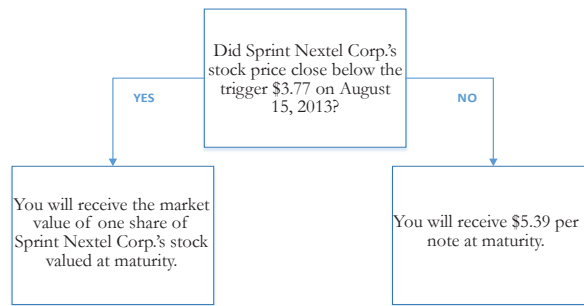 Did Sprint Nextel Corp.'s
stock price close below the
trigger $3.77 on August
15, 2013?
YES
NO
You will receive the market
value of one share of
Sprint Nextel Corp.'s stock
valued at maturity.
You will receive $5.39 per
note at maturity.